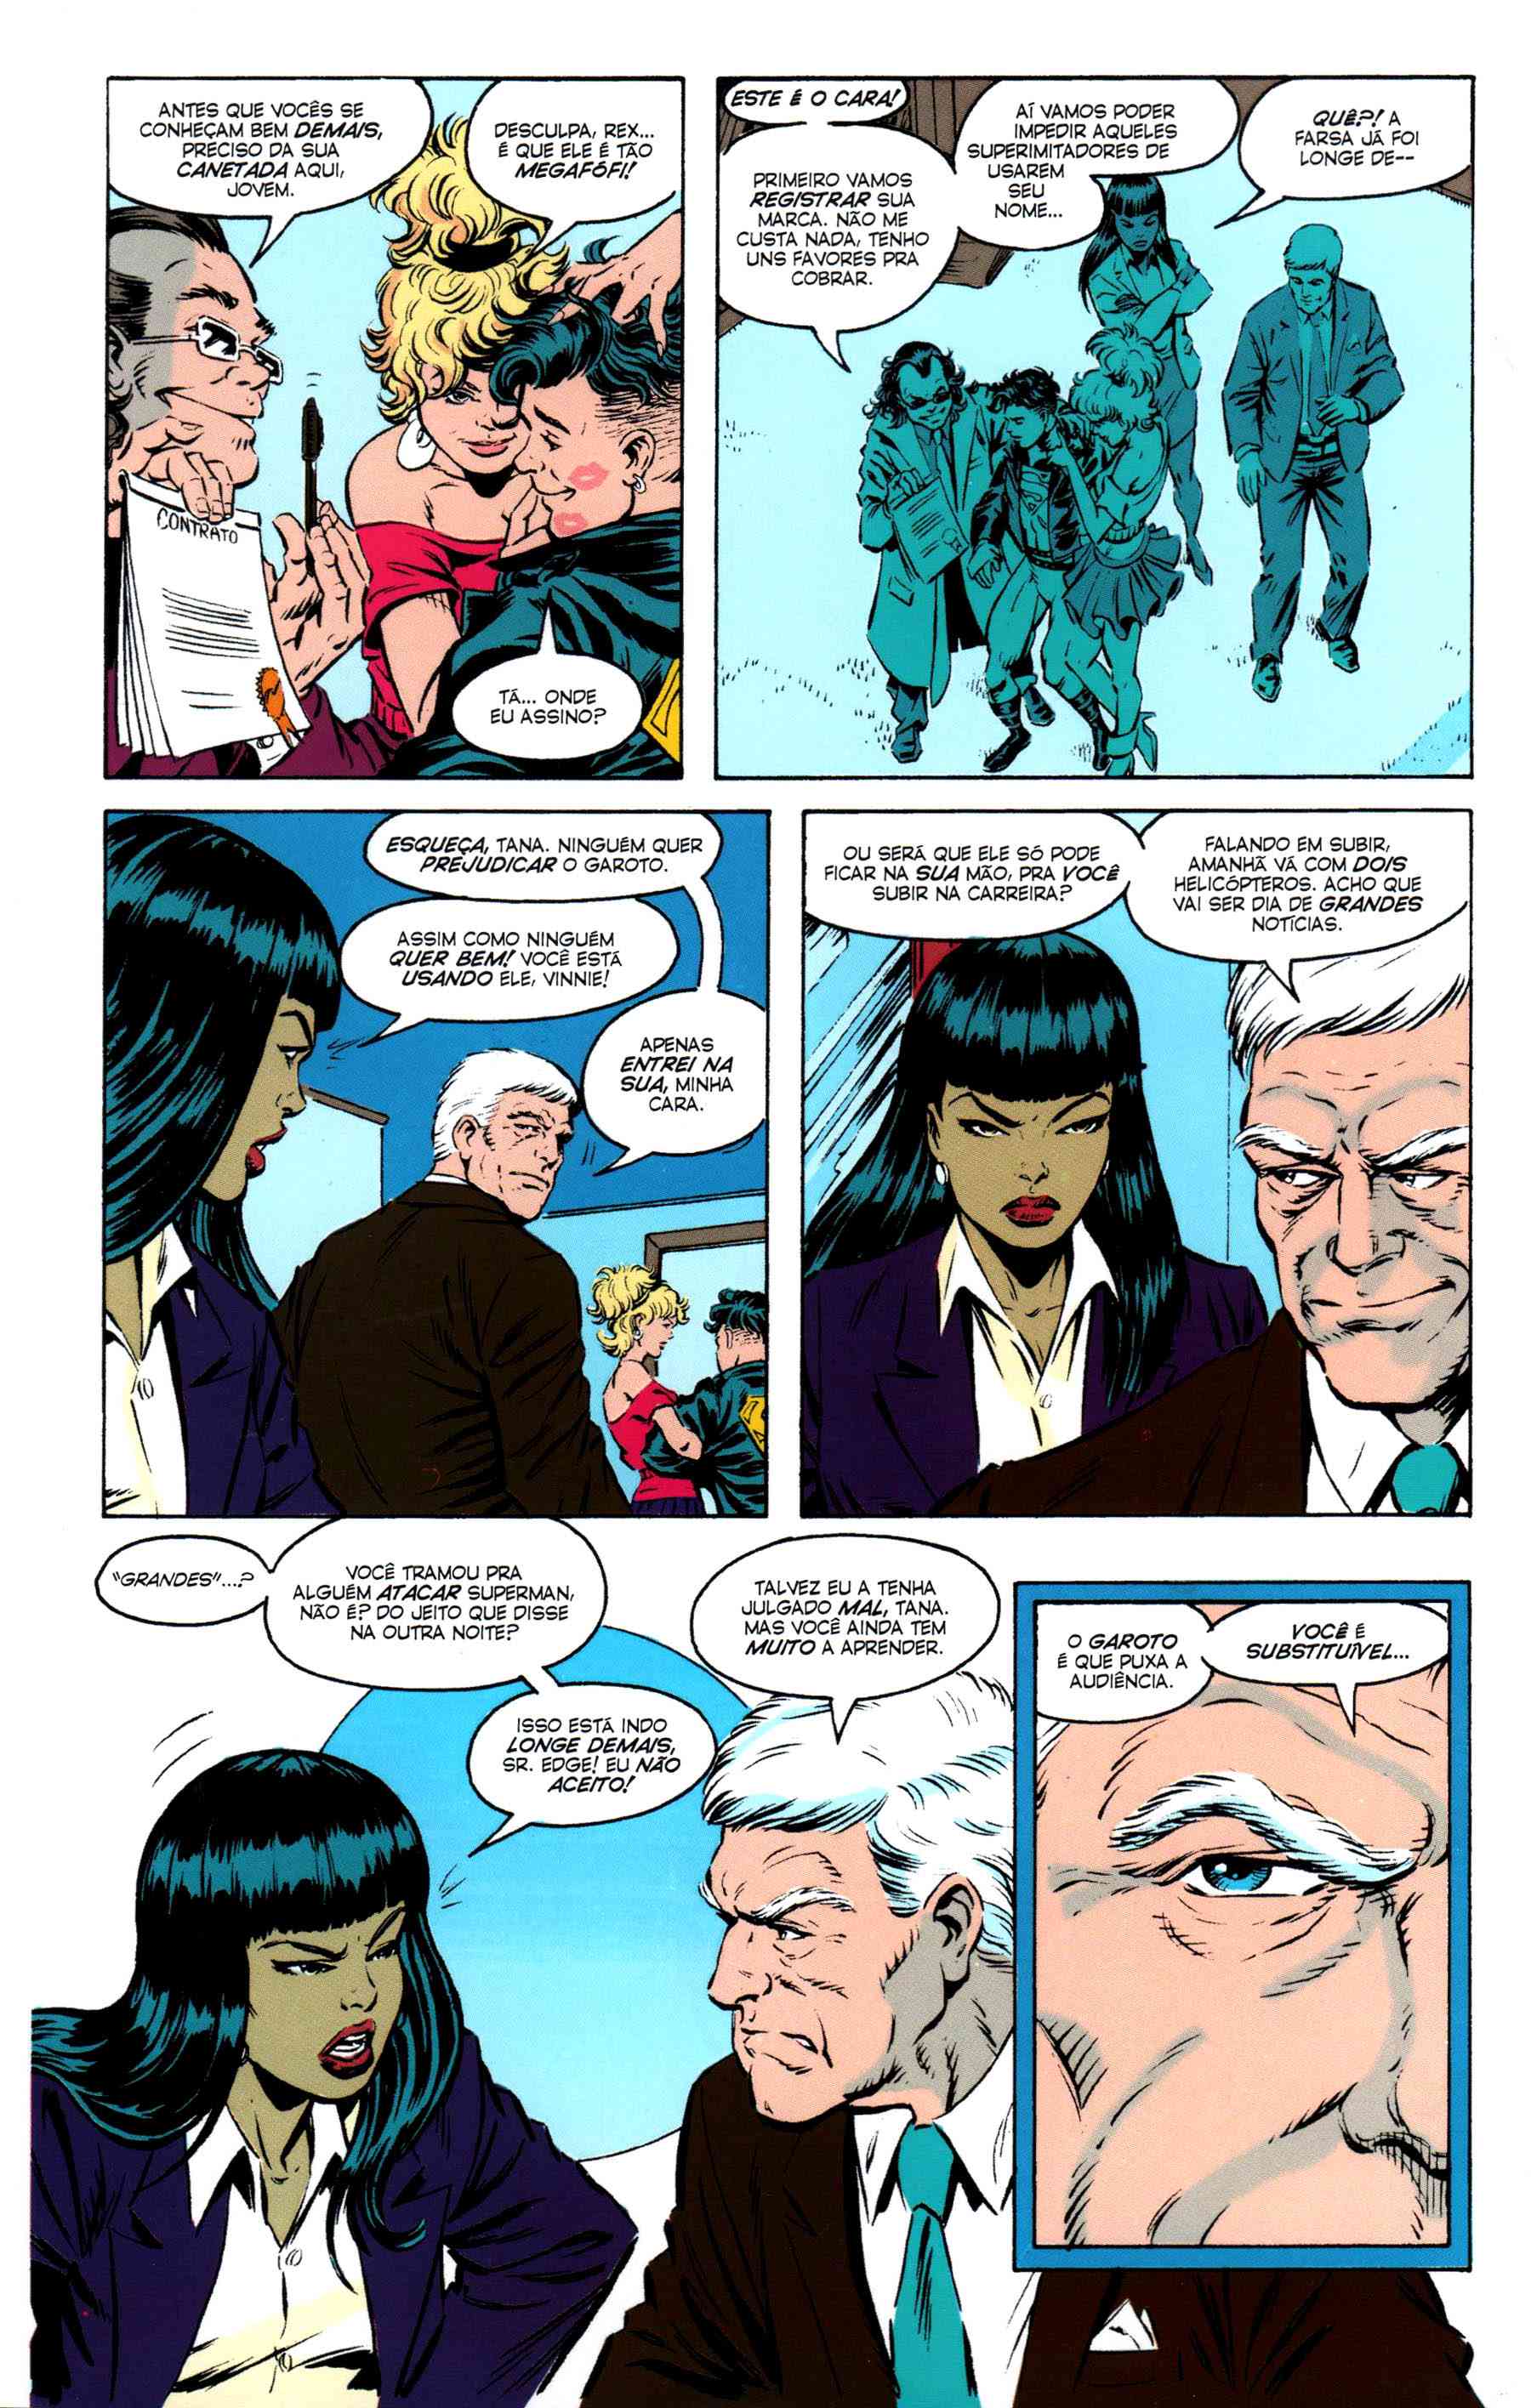 ANTES QUE VOCÊS SE
CONHEÇAM BEM DEMAIS,
PRECISO DA SUA
CANETADA AQUI,
JOVEM.
DESCULPA, REX...
É QUE ELE É TÃO
MEGAFÓFI!
CONTRATO
TÁ... ONDE
EU ASSINO?
ESTE É O CARA!
PRIMEIRO VAMOS
REGISTRAR SUA
MARCA. NÃO ME
CUSTA NADA, TENHO
UNS FAVORES PRA
COBRAR.
AÍ VAMOS PODER
IMPEDIR AQUELES
SUPERIMITADORES DE
USAREM
SEU
NOME...
QUÊ?! A
FARSA JÁ FOI
LONGE DE--
ESQUEÇA, TANA. NINGUÉM QUER
PREJUDICAR O GAROTO.
ASSIM COMO NINGUÉM
QUER BEM! VOCÊ ESTÁ
USANDO ELE, VINNIE!
APENAS
ENTREI NA
SUA, MINHA
CARA.
OU SERÁ QUE ELE SÓ PODE
FICAR NA SUA MÃO, PRA VOCÊ
SUBIR NA CARREIRA?
FALANDO EM SUBIR,
AMANHÃ VÁ COM DOIS
HELICÓPTEROS. ACHO QUE
VAI SER DIA DE GRANDES
NOTÍCIAS.
"GRANDES"...?
VOCÊ TRAMOU PRA
ALGUÉM ATACAR SUPERMAN,
NÃO É? DO JEITO QUE DISSE
NA OUTRA NOITE?
ISSO ESTÁ INDO
LONGE DEMAIS,
SR. EDGE! EU NÃO
ACEITO!
TALVEZ EU A TENHA
JULGADO MAL, TANA.
MAS VOCÊ AINDA TEM
MUITO A APRENDER.
O GAROTO
É QUE PUXA A
AUDIÊNCIA.
VOCÊ É
SUBSTITUÍVEL...